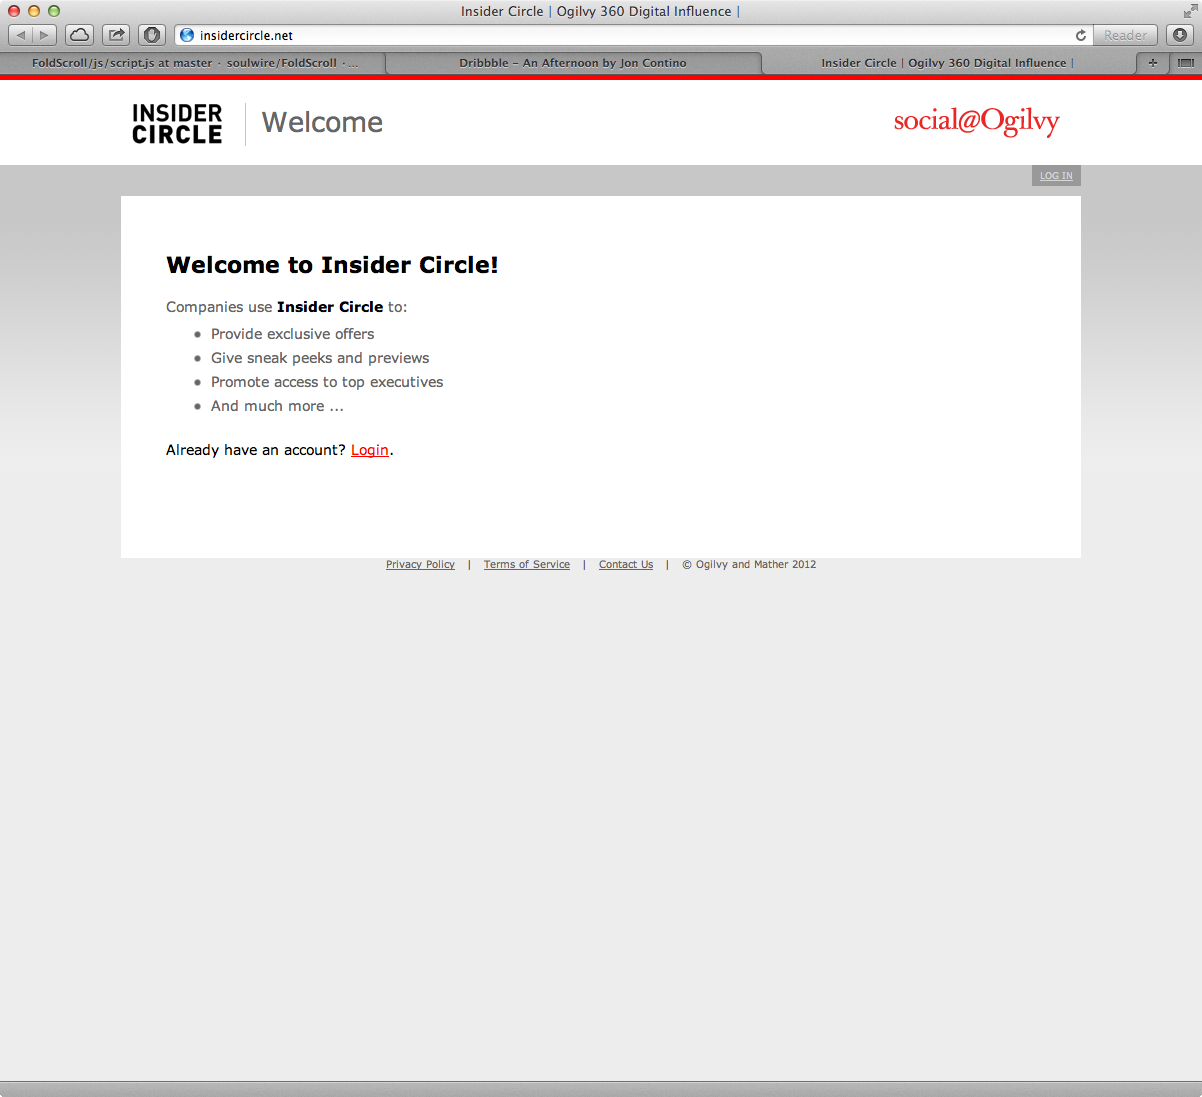 Insider Circle | Ogilvy 360 Digital Influence |
insidercircle.net
Reader
FoldScroll/js/script.js at master · soulwire/FoldScroll · ...
Dribbble – An Afternoon by Jon Contino
Insider Circle | Ogilvy 360 Digital Influence |
INSIDER
CIRCLE
Welcome
social@Ogilvy
LOG IN
Welcome to Insider Circle!
Companies use Insider Circle to:
• Provide exclusive offers
• Give sneak peeks and previews
• Promote access to top executives
• And much more ...
Already have an account? Login.
Privacy Policy | Terms of Service | Contact Us | © Ogilvy and Mather 2012